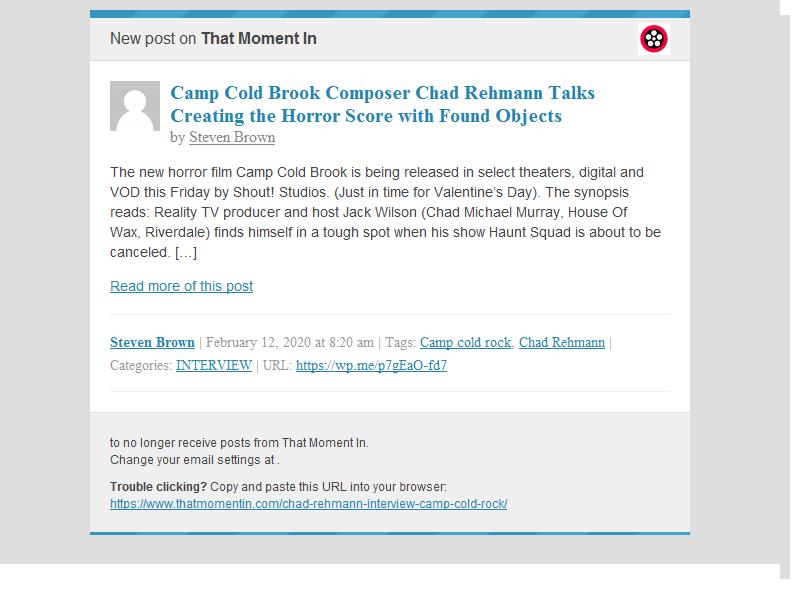 New post on That Moment In
Camp Cold Brook Composer Chad Rehmann Talks
Creating the Horror Score with Found Objects
by Steven Brown
The new horror film Camp Cold Brook is being released in select theaters, digital and
VOD this Friday by Shout! Studios. (Just in time for Valentine’s Day). The synopsis
reads: Reality TV producer and host Jack Wilson (Chad Michael Murray, House Of
Wax, Riverdale) finds himself in a tough spot when his show Haunt Squad is about to be
canceled. […]
Read more of this post
Steven Brown | February 12, 2020 at 8:20 am | Tags: Camp cold rock, Chad Rehmann |
Categories: INTERVIEW | URL: https://wp.me/p7gEaO-fd7
to no longer receive posts from That Moment In.
Change your email settings at .
Trouble clicking? Copy and paste this URL into your browser:
https://www.thatmomentin.com/chad-rehmann-interview-camp-cold-rock/